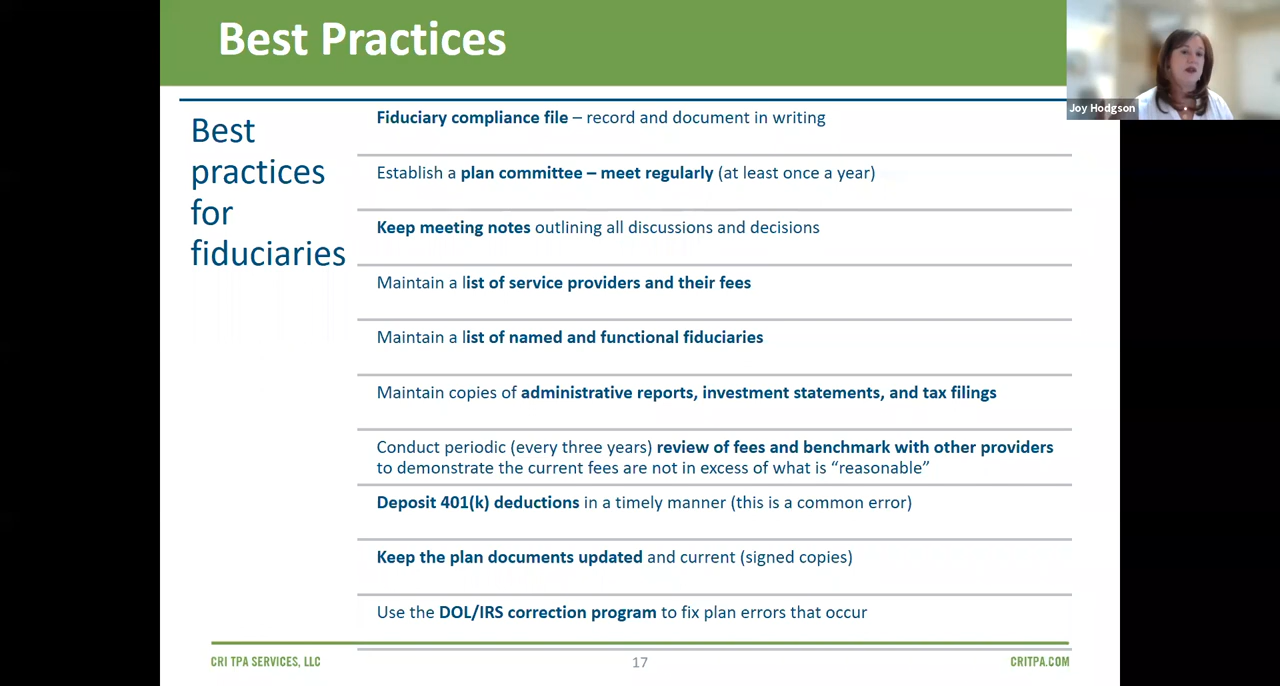 Best Practices
Joy Hodgson
Best
practices
for
fiduciaries
Fiduciary compliance file – record and document in writing
Establish a plan committee – meet regularly (at least once a year)
Keep meeting notes outlining all discussions and decisions
Maintain a list of service providers and their fees
Maintain a list of named and functional fiduciaries
Maintain copies of administrative reports, investment statements, and tax filings
Conduct periodic (every three years) review of fees and benchmark with other providers
to demonstrate the current fees are not in excess of what is “reasonable”
Deposit 401(k) deductions in a timely manner (this is a common error)
Keep the plan documents updated and current (signed copies)
Use the DOL/IRS correction program to fix plan errors that occur
CRI TPA SERVICES, LLC
17
CRITPA.COM